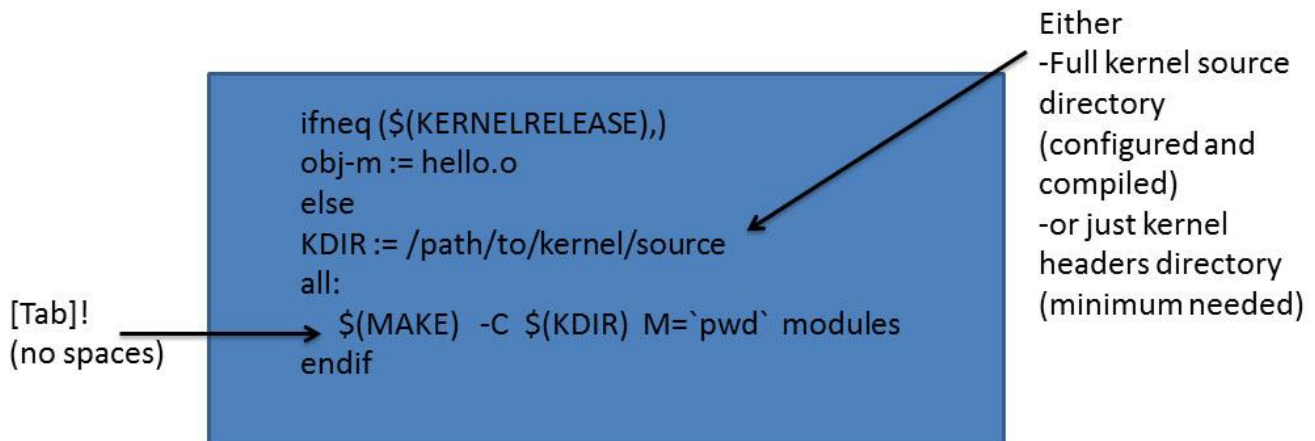 Either
-Full kernel source
directory
(configured and
compiled)
-or just kernel
headers directory
(minimum needed)
ifneq ($(KERNELRELEASE),)
obj-m := hello.o
else
KDIR := /path/to/kernel/source
all:
$(MAKE) -C $(KDIR) M=`pwd` modules
endif
[Tab]!
(no spaces)